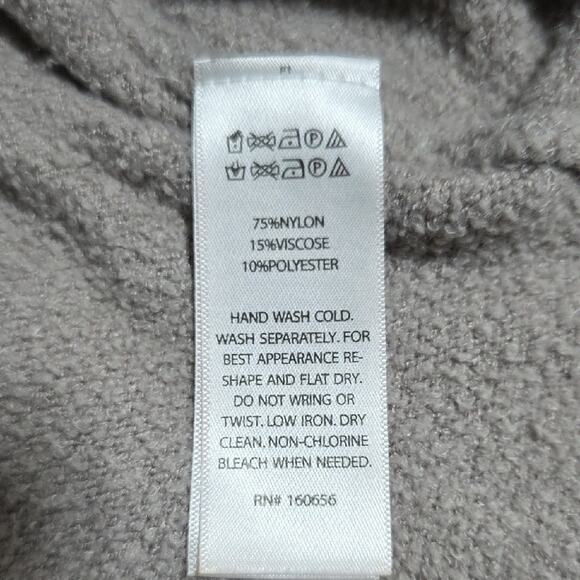 75%NYLON
15%VISCOSE
10%POLYESTER
HAND WASH COLD.
WASH SEPARATELY. FOR
BEST APPEARANCE RE-
SHAPE AND FLAT DRY.
DO NOT WRING OR
TWIST. LOW IRON. DRY
CLEAN. NON-CHLORINE
BLEACH WHEN NEEDED.
RN# 160656